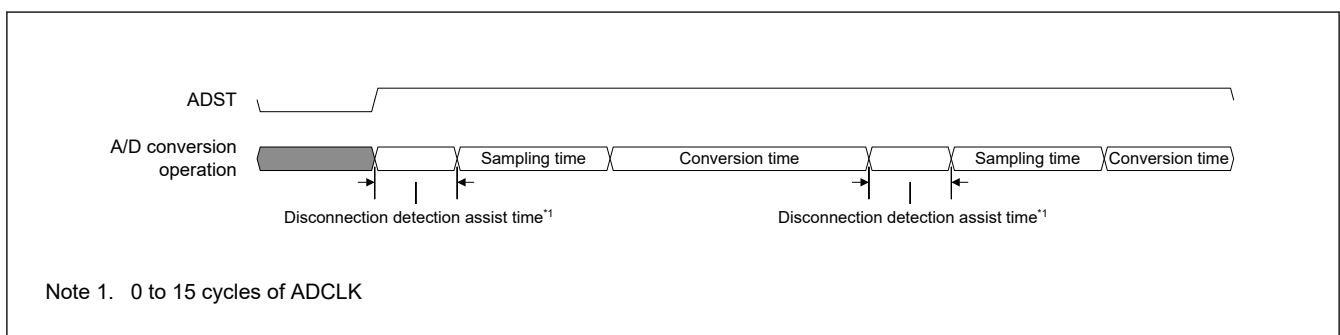 ADST
A/D conversion
operation
Sampling time
Conversion time
Sampling time
Conversion time
Disconnection detection assist time*1
Disconnection detection assist time*1
Note 1. 0 to 15 cycles of ADCLK